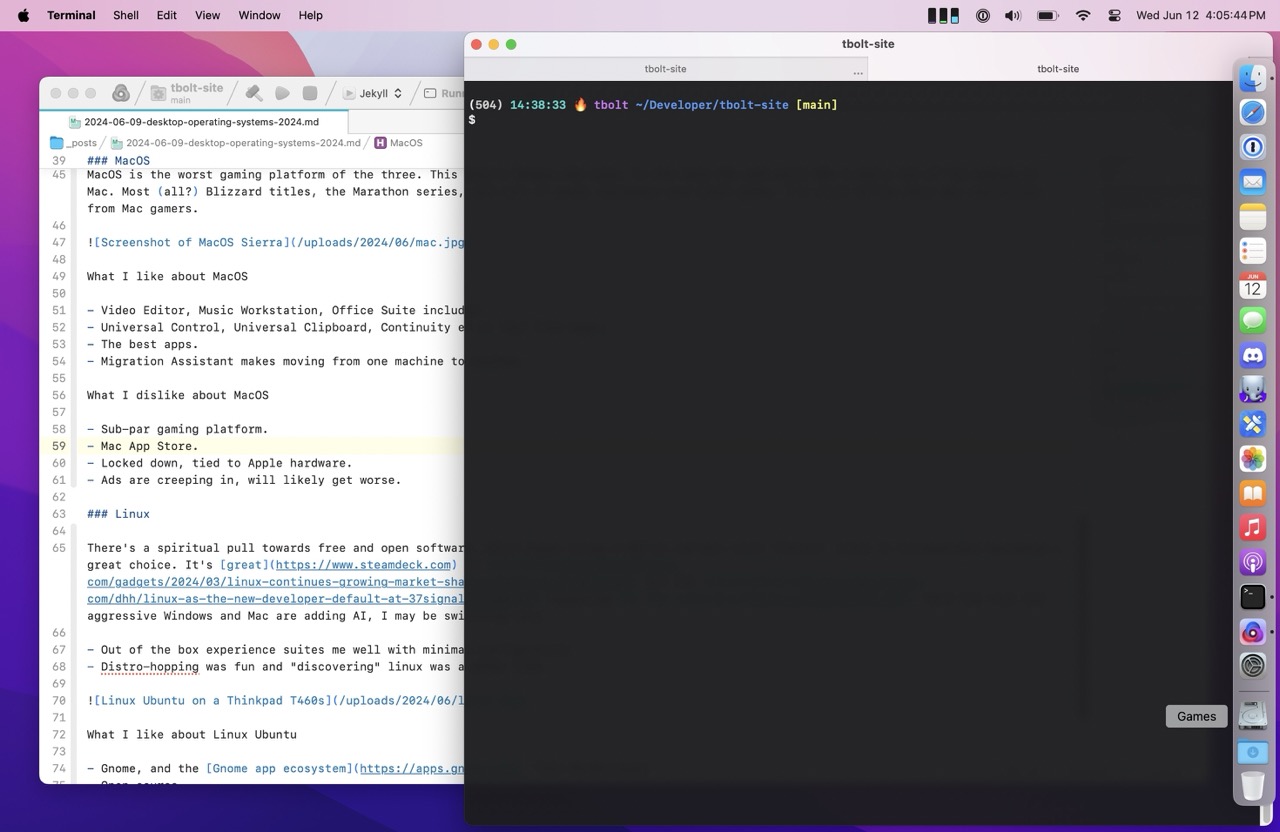 Terminal Shell Edit View Window Help Wed Jun 12 4:05:44 PM
tbolt-site
tbolt-site ... tbolt-site
(504) 14:38:33 🔥 tbolt ~/Developer/tbolt-site [main]
$
tbolt-site
main
Jekyll
2024-06-09-desktop-operating-systems-2024.md
_posts 2024-06-09-desktop-operating-systems-2024.md H MacOS
39 ### MacOS
45 MacOS is the worst gaming platform of the three. This
Mac. Most (all?) Blizzard titles, the Marathon series,
from Mac gamers.
46
47 ![Screenshot of MacOS Sierra](/uploads/2024/06/mac.jpg
48
49 What I like about MacOS
50
51 - Video Editor, Music Workstation, Office Suite includ
52 - Universal Control, Universal Clipboard, Continuity e
53 - The best apps.
54 - Migration Assistant makes moving from one machine to
55
56 What I dislike about MacOS
57
58 - Sub-par gaming platform.
59 - Mac App Store.
60 - Locked down, tied to Apple hardware.
61 - Ads are creeping in, will likely get worse.
62
63 ### Linux
64
65 There's a spiritual pull towards free and open softwar
great choice. It's [great](https://www.steamdeck.com)
com/gadgets/2024/03/linux-continues-growing-market-sha
com/dhh/linux-as-the-new-developer-default-at-37signal
aggressive Windows and Mac are adding AI, I may be swi
66
67 - Out of the box experience suites me well with minima
68 - Distro-hopping was fun and "discovering" linux was a
69
70 ![Linux Ubuntu on a Thinkpad T460s](/uploads/2024/06/l
71
72 What I like about Linux Ubuntu
73
74 - Gnome, and the [Gnome app ecosystem](https://apps.gn
JUN
12
Games